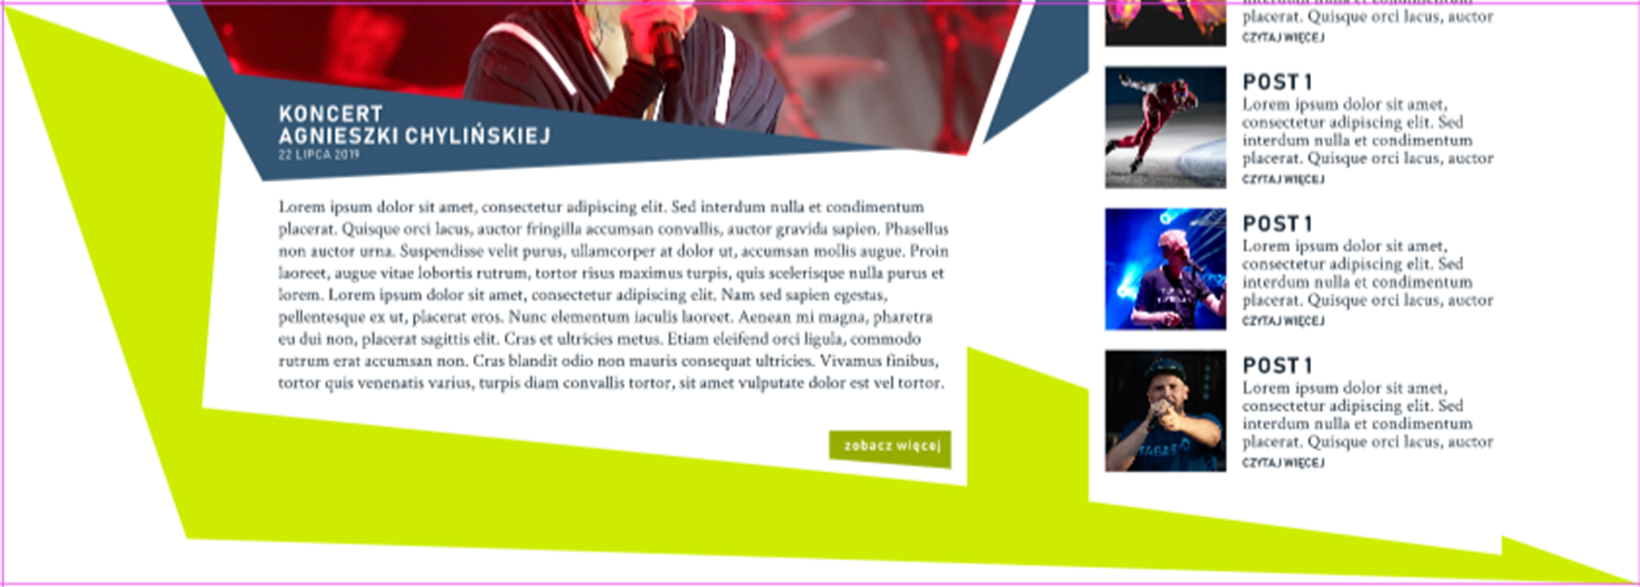 KONCERT
AGNIESZKI CHYLIŃSKIEJ
22 LIPCA 2019
Lorem ipsum dolor sit amet, consectetur adipiscing elit. Sed interdum nulla et condimentum
placerat. Quisque orci lacus, auctor fringilla accumsan convallis, auctor gravida sapien. Phasellus
non auctor urna. Suspendisse velit purus, ullamcorper at dolor ut, accumsan mollis augue. Proin
laoreet, augue vitae lobortis rutrum, tortor risus maximus turpis, quis scelerisque nulla purus et
lorem. Lorem ipsum dolor sit amet, consectetur adipiscing elit. Nam sed sapien egestas,
pellentesque ex ut, placerat eros. Nunc elementum iaculis laoreet. Aenean mi magna, pharetra
eu dui non, placerat sagittis elit. Cras et ultricies metus. Etiam eleifend orci ligula, commodo
rutrum erat accumsan non. Cras blandit odio non mauris consequat ultricies. Vivamus finibus,
tortor quis venenatis varius, turpis diam convallis tortor, sit amet vulputate dolor est vel tortor.
zobacz więcej
placerat. Quisque orci lacus, auctor
CZYTAJ WIĘCEJ
POST 1
Lorem ipsum dolor sit amet,
consectetur adipiscing elit. Sed
interdum nulla et condimentum
placerat. Quisque orci lacus, auctor
CZYTAJ WIĘCEJ
POST 1
Lorem ipsum dolor sit amet,
consectetur adipiscing elit. Sed
interdum nulla et condimentum
placerat. Quisque orci lacus, auctor
CZYTAJ WIĘCEJ
POST 1
Lorem ipsum dolor sit amet,
consectetur adipiscing elit. Sed
interdum nulla et condimentum
placerat. Quisque orci lacus, auctor
CZYTAJ WIĘCEJ